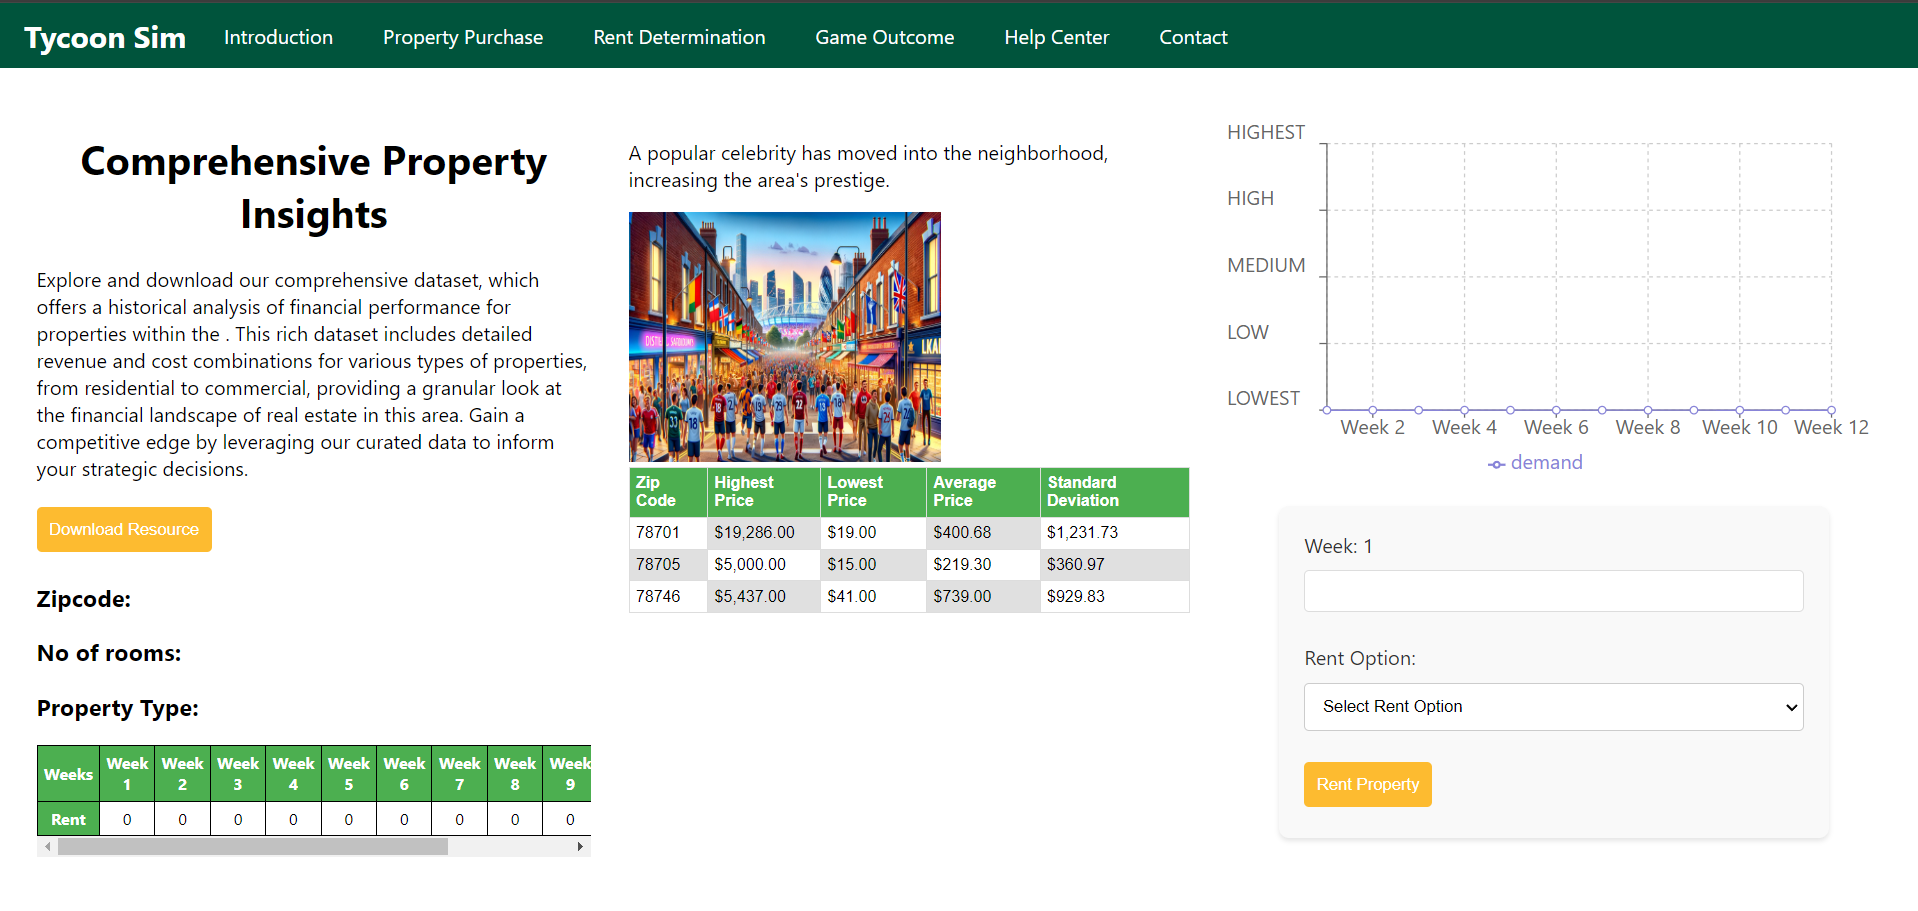 Tycoon Sim Introduction Property Purchase Rent Determination Game Outcome Help Center Contact
Comprehensive Property
Insights
Explore and download our comprehensive dataset, which
offers a historical analysis of financial performance for
properties within the . This rich dataset includes detailed
revenue and cost combinations for various types of properties,
from residential to commercial, providing a granular look at
the financial landscape of real estate in this area. Gain a
competitive edge by leveraging our curated data to inform
your strategic decisions.
Download Resource
Zipcode:
No of rooms:
Property Type:
Weeks Week 1 Week 2 Week 3 Week 4 Week 5 Week 6 Week 7 Week 8 Week 9
Rent 0 0 0 0 0 0 0 0 0
A popular celebrity has moved into the neighborhood,
increasing the area's prestige.
LKA
Zip Code Highest Price Lowest Price Average Price Standard Deviation
78701 $19,286.00 $19.00 $400.68 $1,231.73
78705 $5,000.00 $15.00 $219.30 $360.97
78746 $5,437.00 $41.00 $739.00 $929.83
HIGHEST
HIGH
MEDIUM
LOW
LOWEST
Week 2 Week 4 Week 6 Week 8 Week 10 Week 12
demand
Week: 1
Rent Option:
Select Rent Option
Rent Property